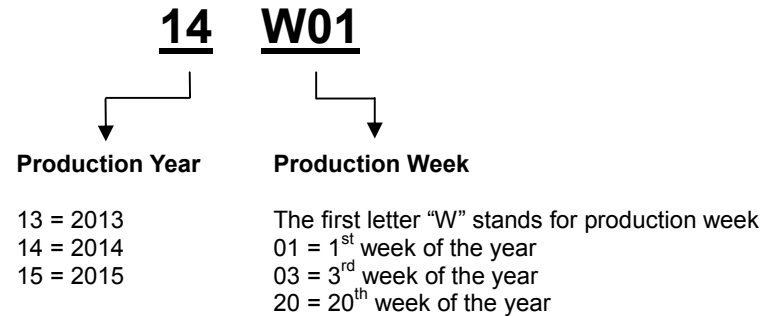 14 W01
Production Year Production Week
13 = 2013 The first letter “W” stands for production week
14 = 2014 01 = 1st week of the year
15 = 2015 03 = 3rd week of the year
20 = 20th week of the year